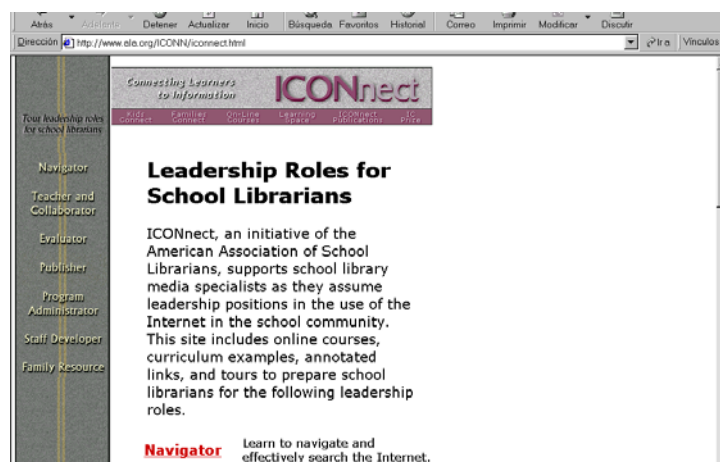 Atrás Adelante Detener Actualizar Inicio Búsqueda Favoritos Historial Correo Imprimir Modificar Discutir
Dirección http://www.ala.org/ICONN/iconnect.html Ir a Vínculos
Connecting Learners
to Information
ICONnect
Kids Connect Families Connect On-Line Courses Learning Space ICONnect Publications IC Prize
Tour leadership roles
for school librarians
Navigator
Teacher and
Collaborator
Evaluator
Publisher
Program
Administrator
Staff Developer
Family Resource
Leadership Roles for
School Librarians
ICONnect, an initiative of the
American Association of School
Librarians, supports school library
media specialists as they assume
leadership positions in the use of the
Internet in the school community.
This site includes online courses,
curriculum examples, annotated
links, and tours to prepare school
librarians for the following leadership
roles.
Navigator Learn to navigate and
effectively search the Internet.